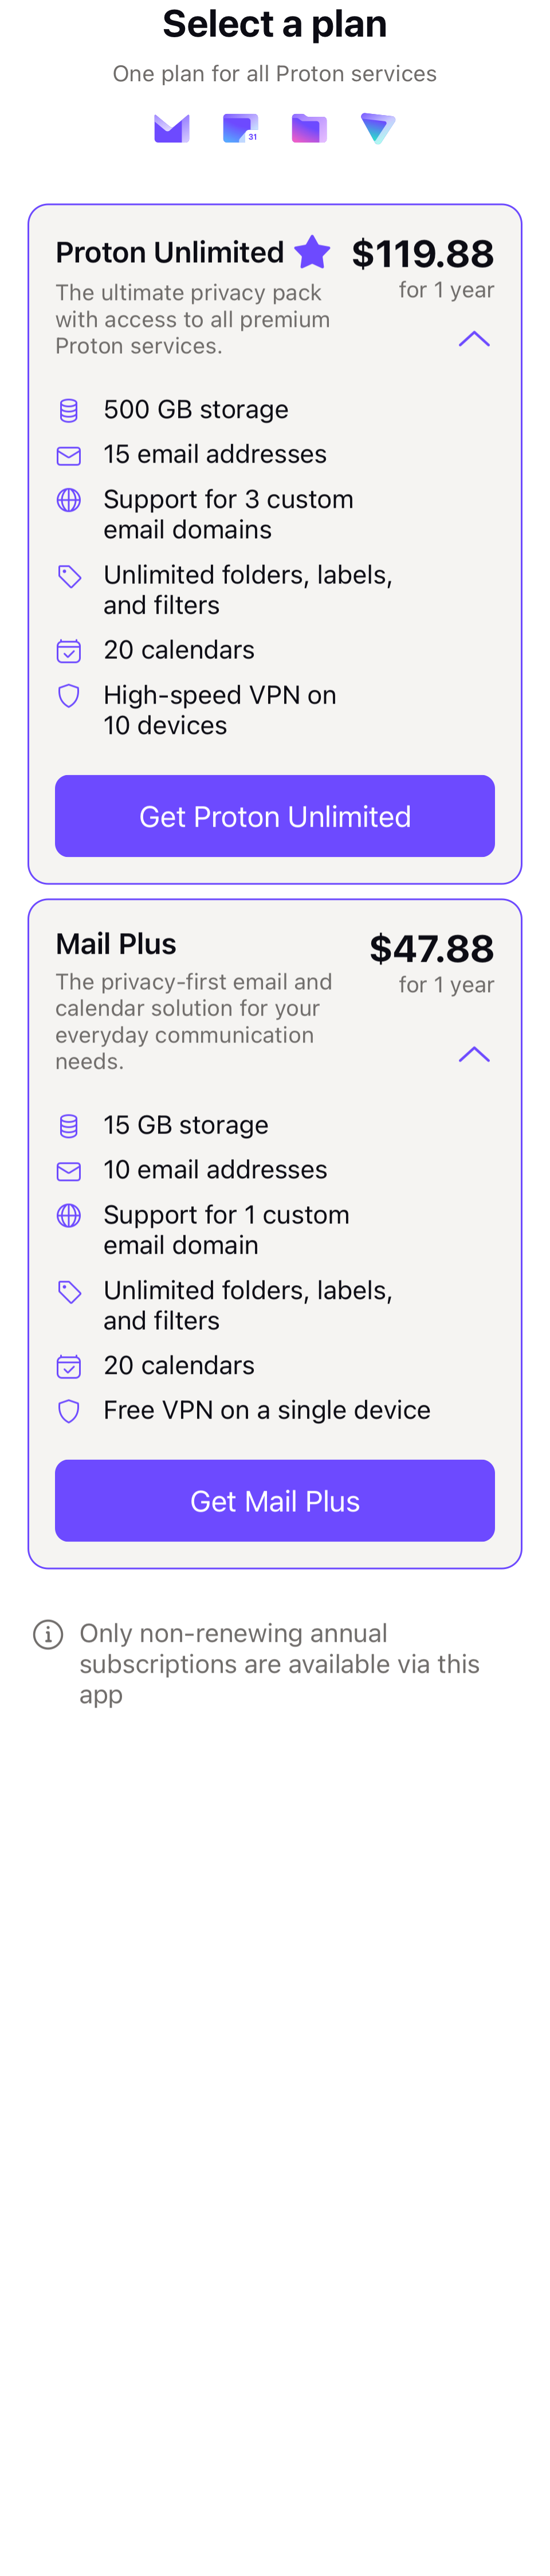 Select a plan
One plan for all Proton services
31
Proton Unlimited
$119.88
for 1 year
The ultimate privacy pack
with access to all premium
Proton services.
500 GB storage
15 email addresses
Support for 3 custom
email domains
Unlimited folders, labels,
and filters
20 calendars
High-speed VPN on
10 devices
Get Proton Unlimited
Mail Plus
$47.88
for 1 year
The privacy-first email and
calendar solution for your
everyday communication
needs.
15 GB storage
10 email addresses
Support for 1 custom
email domain
Unlimited folders, labels,
and filters
20 calendars
Free VPN on a single device
Get Mail Plus
Only non-renewing annual
subscriptions are available via this
app